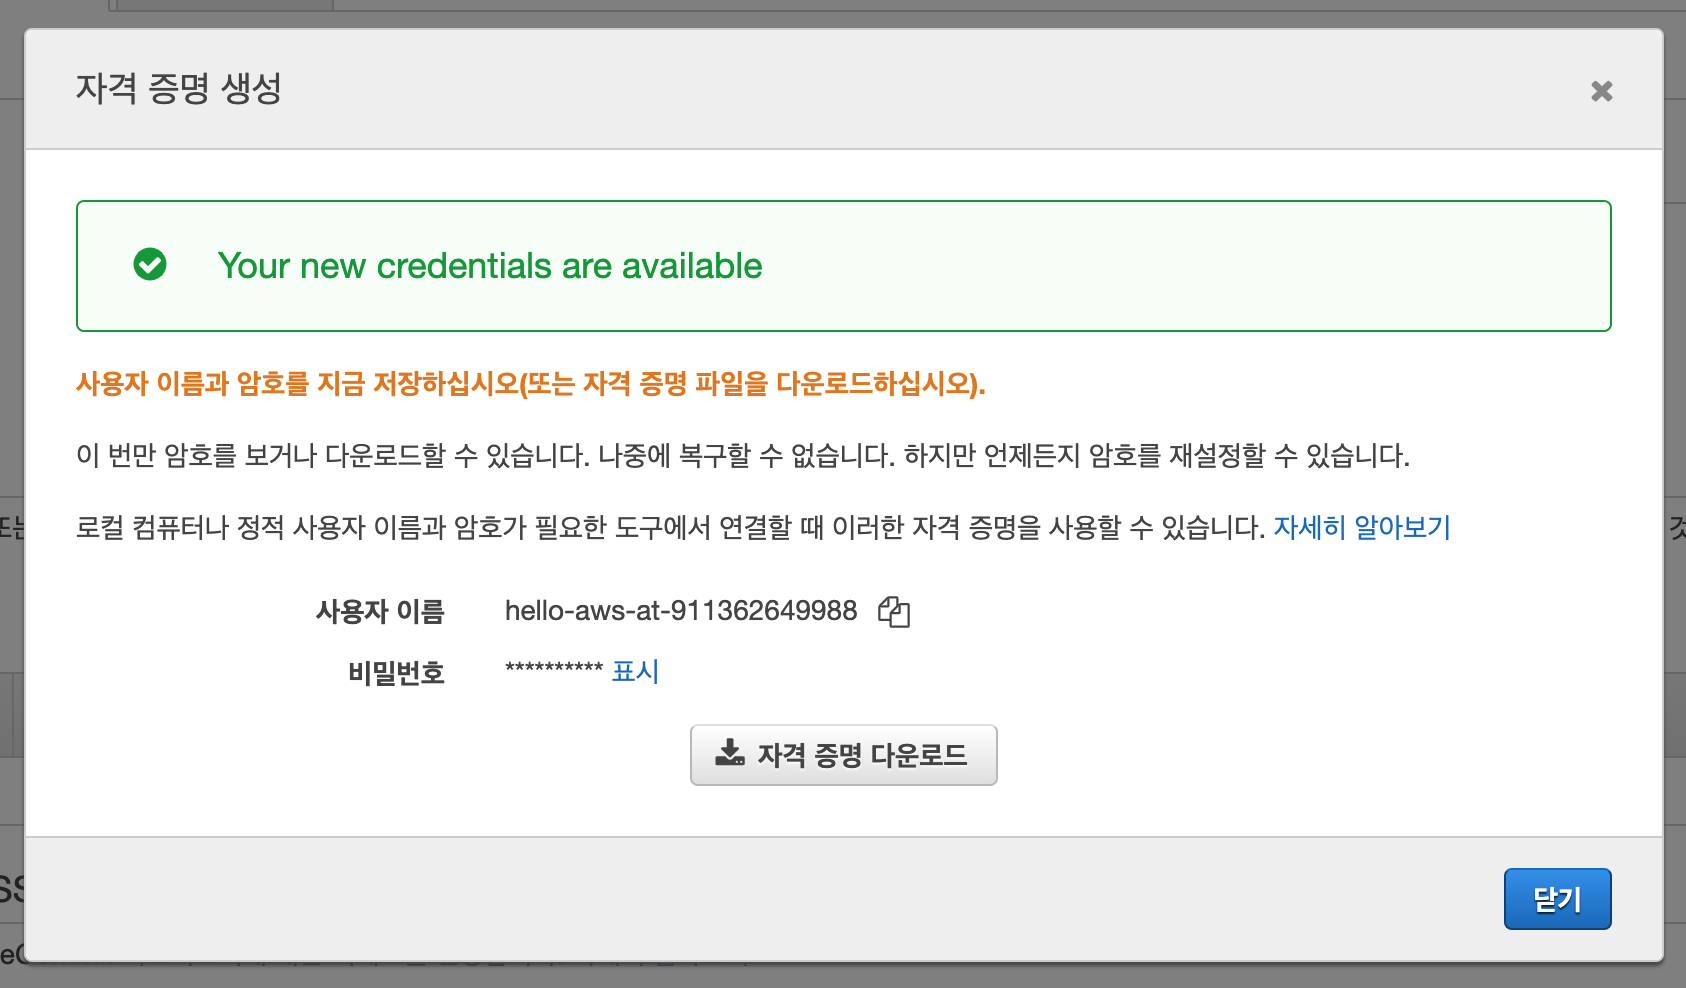 자격 증명 생성
Your new credentials are available
사용자 이름과 암호를 지금 저장하십시오(또는 자격 증명 파일을 다운로드하십시오).
이 번만 암호를 보거나 다운로드할 수 있습니다. 나중에 복구할 수 없습니다. 하지만 언제든지 암호를 재설정할 수 있습니다.
또는
것
로컬 컴퓨터나 정적 사용자 이름과 암호가 필요한 도구에서 연결할 때 이러한 자격 증명을 사용할 수 있습니다. 자세히 알아보기
사용자 이름 hello-aws-at-911362649988
비밀번호 ********** 표시
자격 증명 다운로드
SS
닫기